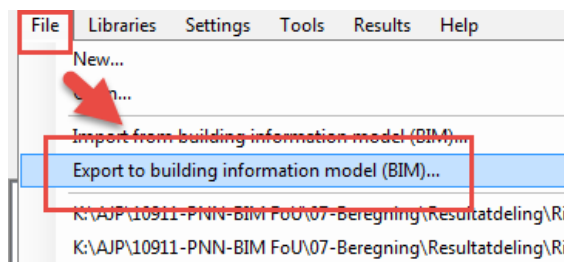 File Libraries Settings Tools Results Help
New...
Import from building information model (BIM)...
Export to building information model (BIM)...
K:\AJP\10911-PNN-BIM FoU\07-Beregning\Resultatdeling\Ri
K:\AJP\10911-PNN-BIM FoU\07-Beregning\Resultatdeling\Ri